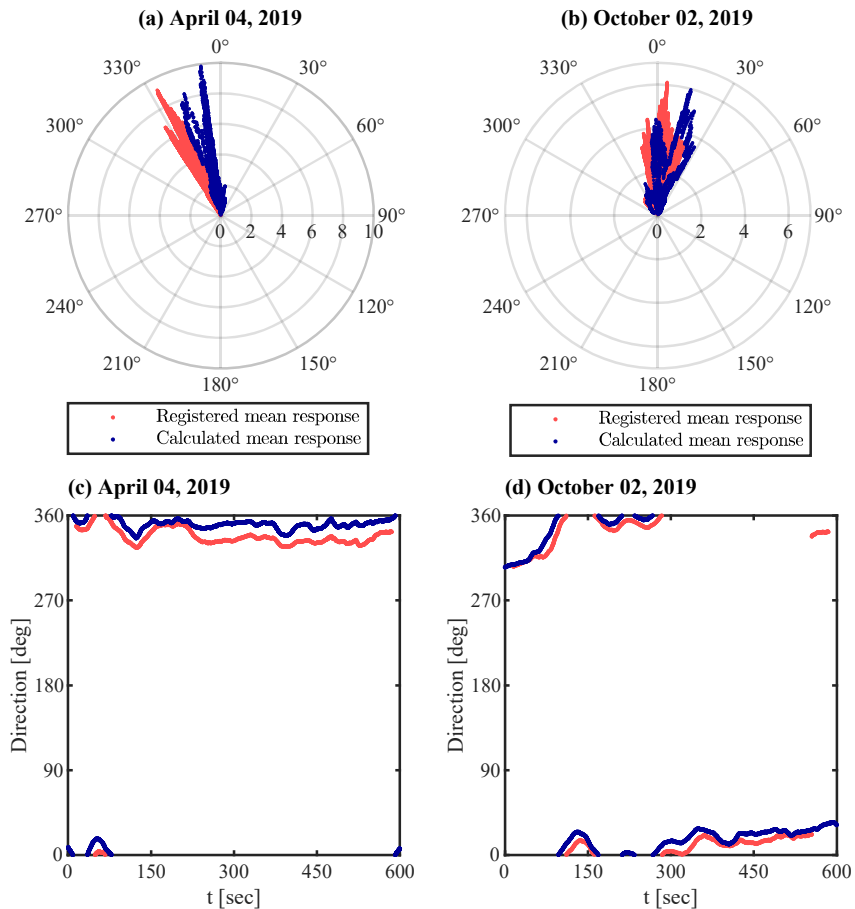 (a) April 04, 2019
0°
330°
30°
300°
60°
270°
0 2 4 6 8 10
90°
240°
120°
210°
150°
180°
Registered mean response
Calculated mean response
(b) October 02, 2019
0°
330°
30°
300°
60°
270°
0 2 4 6
90°
240°
120°
210°
150°
180°
Registered mean response
Calculated mean response
(c) April 04, 2019
360
270
180
90
0
Direction [deg]
0 150 300 450 600
t [sec]
(d) October 02, 2019
360
270
180
90
0
Direction [deg]
0 150 300 450 600
t [sec]